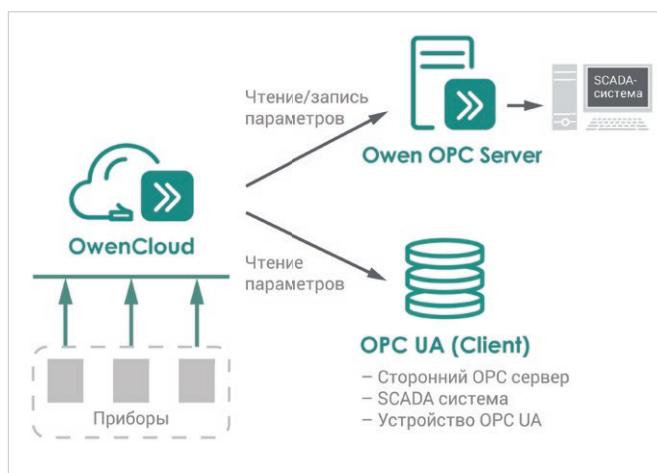 Чтение/запись
параметров
SCADA-
система
Owen OPC Server
OwenCloud
Чтение
параметров
OPC UA (Client)
– Сторонний OPC сервер
– SCADA система
– Устройство OPC UA
Приборы